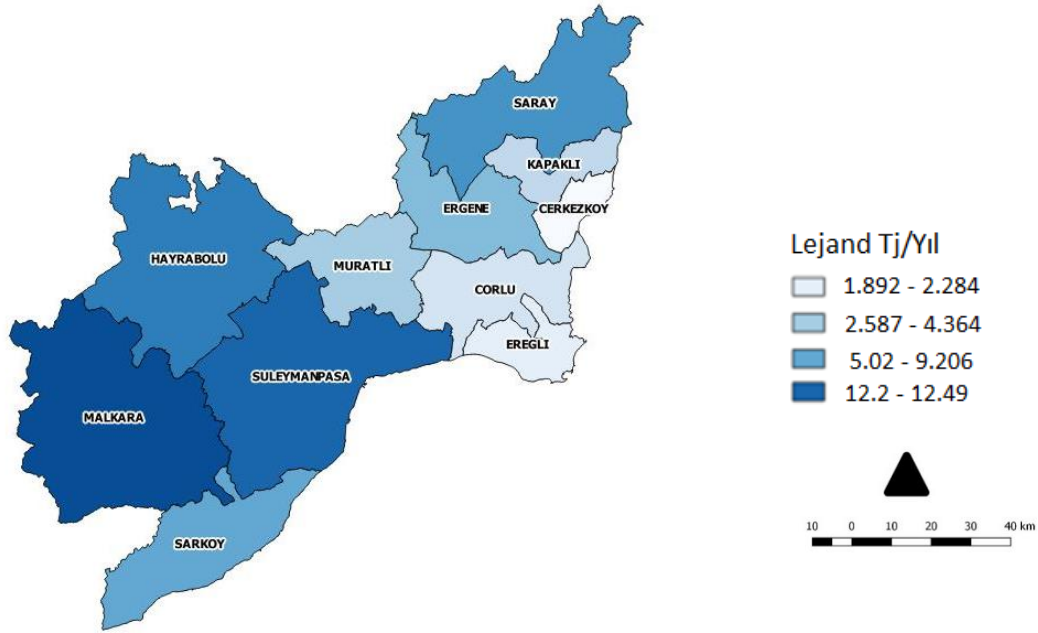 SARAY
KAPAKLI
ERGENE
CERKEZKOY
HAYRABOLU
MURATLI
CORLU
EREGLI
SULEYMANPASA
MALKARA
SARKOY
Lejand Tj/Yıl
1.892 - 2.284
2.587 - 4.364
5.02 - 9.206
12.2 - 12.49
10 0 10 20 30 40 km